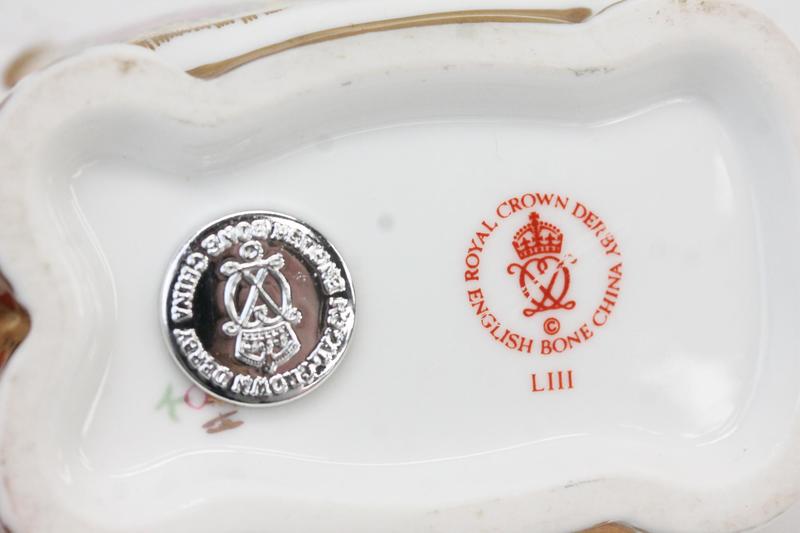 ROYAL CROWN DERBY
ENGLISH BONE CHINA
ROYAL CROWN DERBY
ENGLISH BONE CHINA
©
LIII